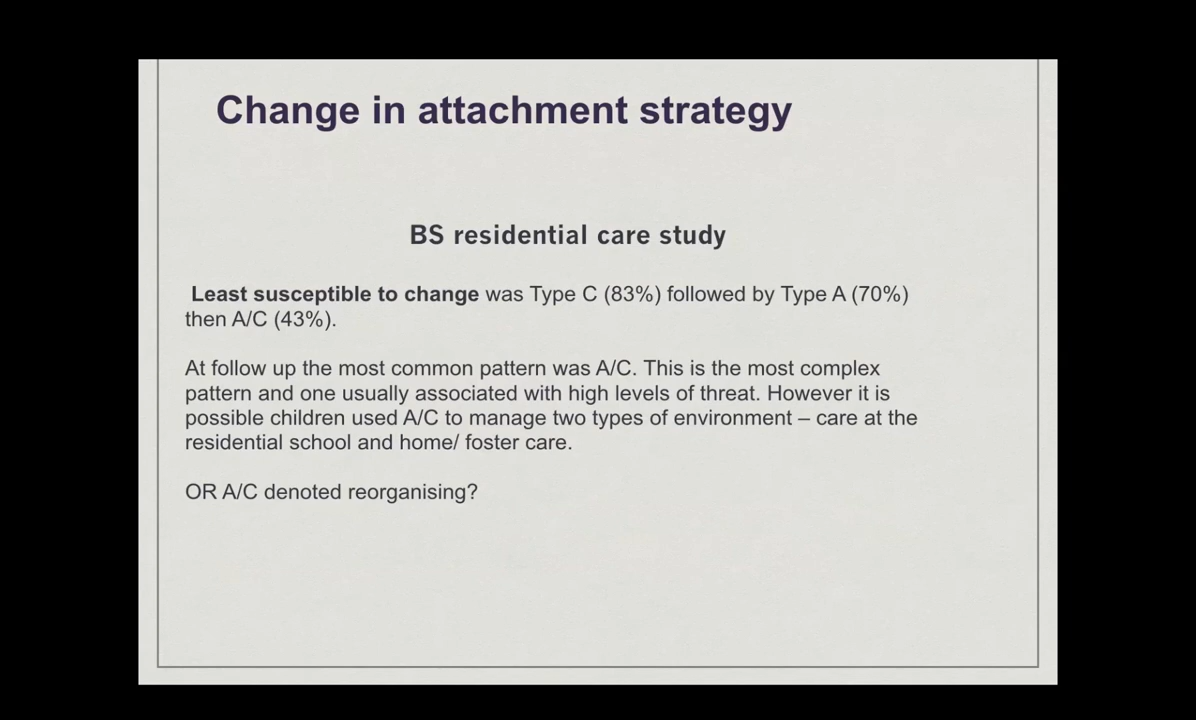 Change in attachment strategy
BS residential care study
Least susceptible to change was Type C (83%) followed by Type A (70%)
then A/C (43%).
At follow up the most common pattern was A/C. This is the most complex
pattern and one usually associated with high levels of threat. However it is
possible children used A/C to manage two types of environment – care at the
residential school and home/ foster care.
OR A/C denoted reorganising?